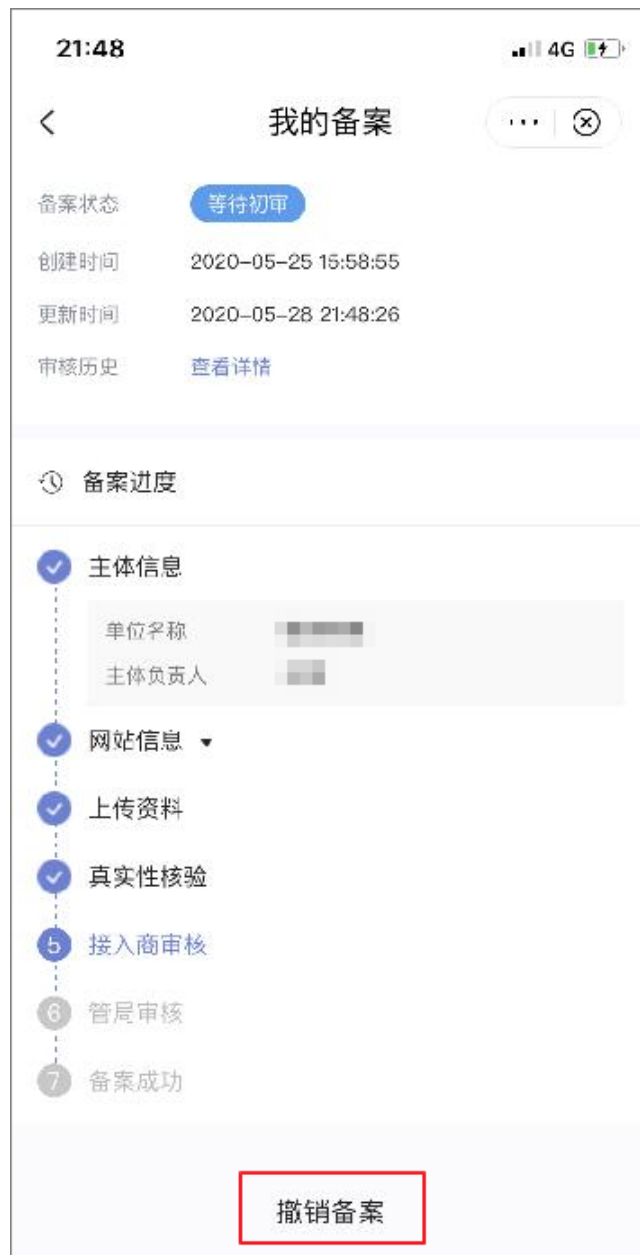 21:48 4G
我的备案
备案状态 等待初审
创建时间 2020-05-25 15:58:55
更新时间 2020-05-28 21:48:26
审核历史 查看详情
备案进度
主体信息
单位名称
主体负责人
网站信息
上传资料
真实性核验
5 接入商审核
6 管局审核
7 备案成功
撤销备案